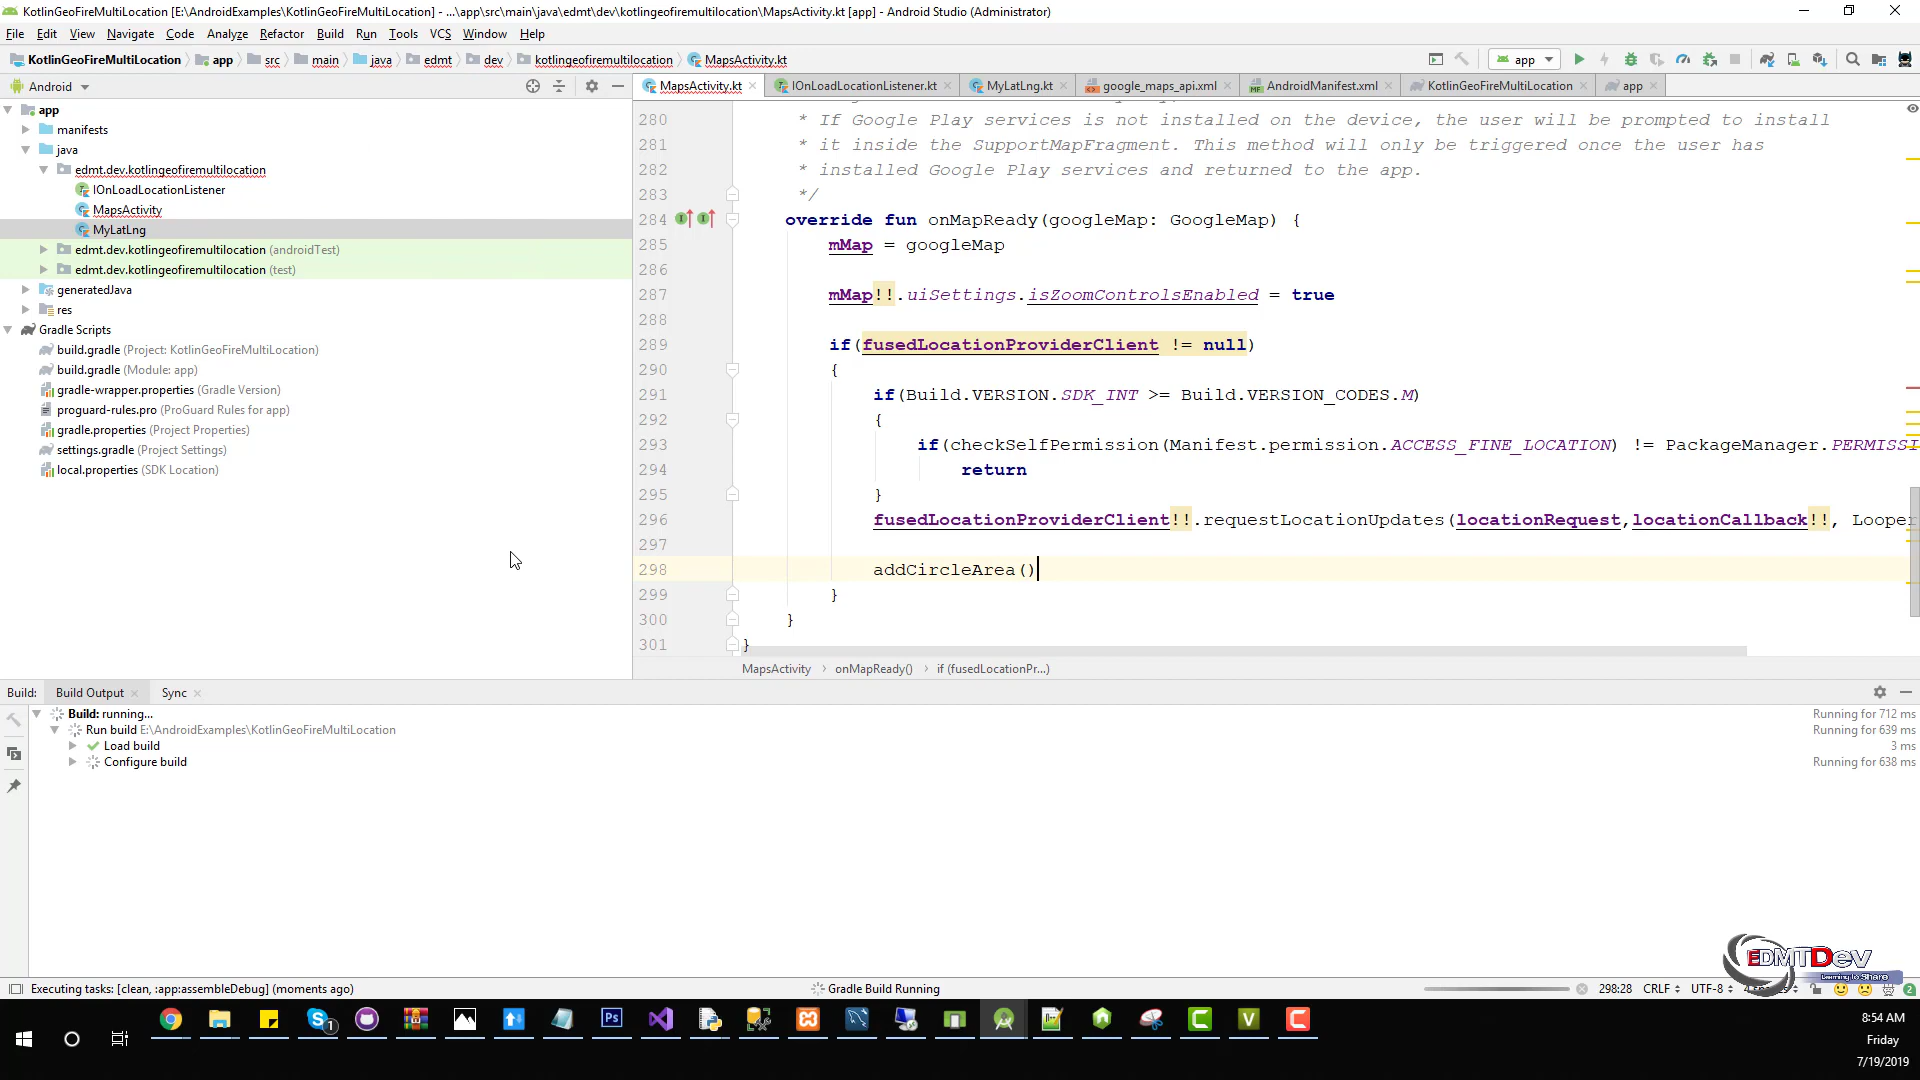 KotlinGeoFireMultiLocation [E:\AndroidExamples\KotlinGeoFireMultiLocation] - ...\app\src\main\java\edmt\dev\kotlingeofiremultilocation\MapsActivity.kt [app] - Android Studio (Administrator)
File Edit View Navigate Code Analyze Refactor Build Run Tools VCS Window Help
KotlinGeoFireMultiLocation app src main java edmt dev kotlingeofiremultilocation MapsActivity.kt app
Android MapsActivity.kt IOnLoadLocationListener.kt MyLatLng.kt google_maps_api.xml AndroidManifest.xml KotlinGeoFireMultiLocation app
app
manifests
java
edmt.dev.kotlingeofiremultilocation
IOnLoadLocationListener
MapsActivity
MyLatLng
edmt.dev.kotlingeofiremultilocation (androidTest)
edmt.dev.kotlingeofiremultilocation (test)
generatedJava
res
Gradle Scripts
build.gradle (Project: KotlinGeoFireMultiLocation)
build.gradle (Module: app)
gradle-wrapper.properties (Gradle Version)
proguard-rules.pro (ProGuard Rules for app)
gradle.properties (Project Properties)
settings.gradle (Project Settings)
local.properties (SDK Location)
280 * If Google Play services is not installed on the device, the user will be prompted to install
281 * it inside the SupportMapFragment. This method will only be triggered once the user has
282 * installed Google Play services and returned to the app.
283 */
284 override fun onMapReady(googleMap: GoogleMap) {
285 mMap = googleMap
286
287 mMap!!.uiSettings.isZoomControlsEnabled = true
288
289 if(fusedLocationProviderClient != null)
290 {
291 if(Build.VERSION.SDK_INT >= Build.VERSION_CODES.M)
292 {
293 if(checkSelfPermission(Manifest.permission.ACCESS_FINE_LOCATION) != PackageManager.PERMISSI
294 return
295 }
296 fusedLocationProviderClient!!.requestLocationUpdates(locationRequest,locationCallback!!, Looper
297
298 addCircleArea()
299 }
300 }
301 }
MapsActivity onMapReady() if (fusedLocationPr...)
Build: Build Output Sync
Build: running... Running for 712 ms
Run build E:\AndroidExamples\KotlinGeoFireMultiLocation Running for 639 ms
Load build 3 ms
Configure build Running for 638 ms
EDMTDev
Learning to Share
Executing tasks: [clean, :app:assembleDebug] (moments ago) Gradle Build Running 298:28 CRLF UTF-8
8:54 AM
Friday
7/19/2019